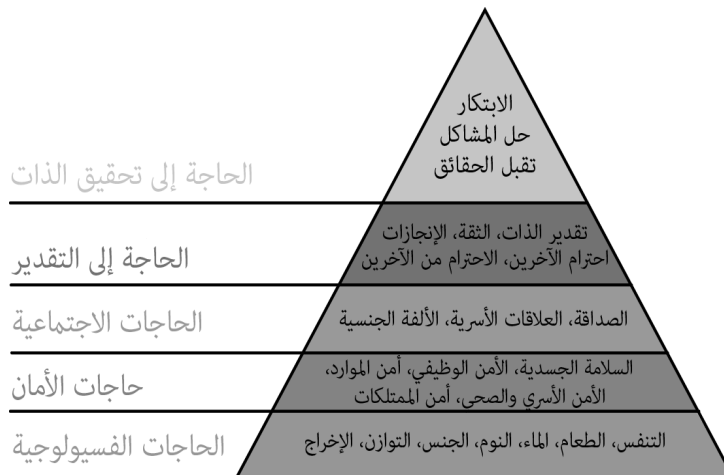 الابتكار
حل المشاكل
تقبل الحقائق
الحاجة إلى تحقيق الذات
تقدير الذات، الثقة، الإنجازات
احترام الآخرين، الاحترام من الآخرين
الحاجة إلى التقدير
الصداقة، العلاقات الأسرية، الألفة الجنسية
الحاجات الاجتماعية
السلامة الجسدية، الأمن الوظيفي، أمن الموارد،
الأمن الأسري والصحي، أمن الممتلكات
حاجات الأمان
التنفس، الطعام، الماء، النوم، الجنس، التوازن، الإخراج
الحاجات الفسيولوجية